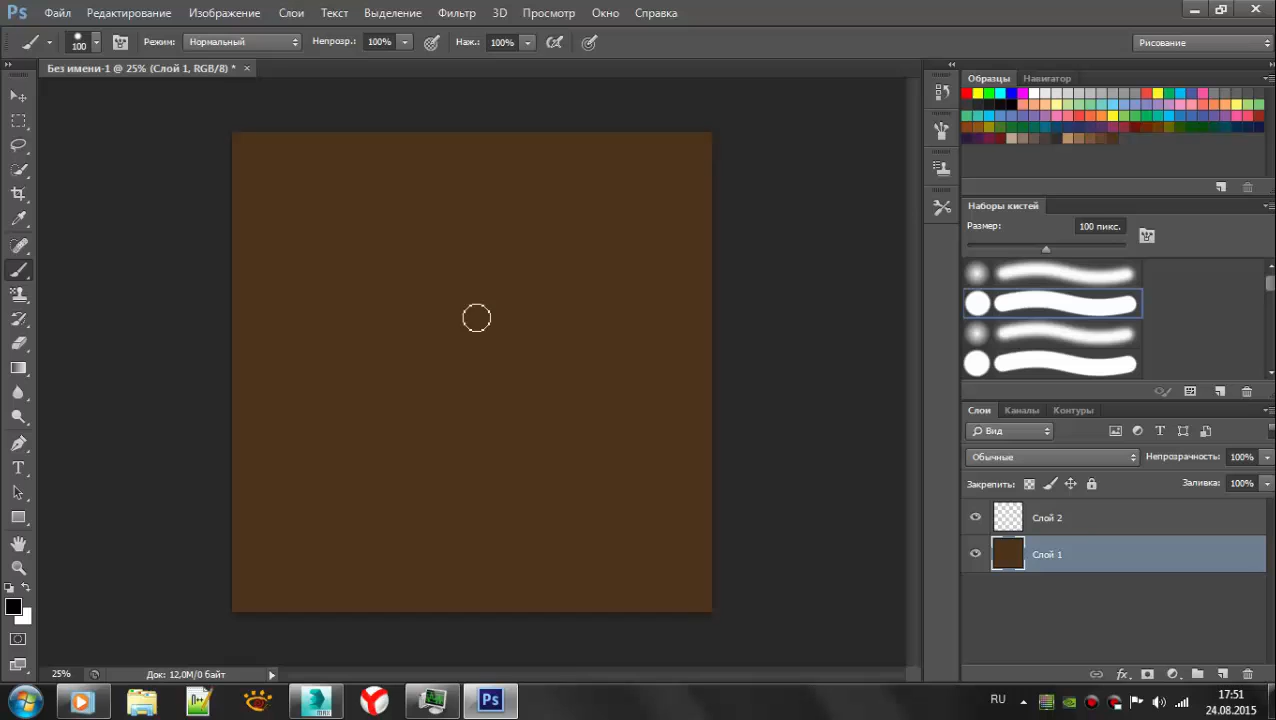 Ps Файл Редактирование Изображение Слои Текст Выделение Фильтр 3D Просмотр Окно Справка
100 Режим: Нормальный Непрозр.: 100% Наж.: 100% Рисование
Без имени-1 @ 25% (Слой 1, RGB/8) * ×
Образцы Навигатор
Наборы кистей
Размер: 100 пикс.
Слои Каналы Контуры
Вид
Обычные Непрозрачность: 100%
Закрепить: Заливка: 100%
Слой 2
Слой 1
25% Док: 12,0M/0 байт
Ps RU 17:51
24.08.2015